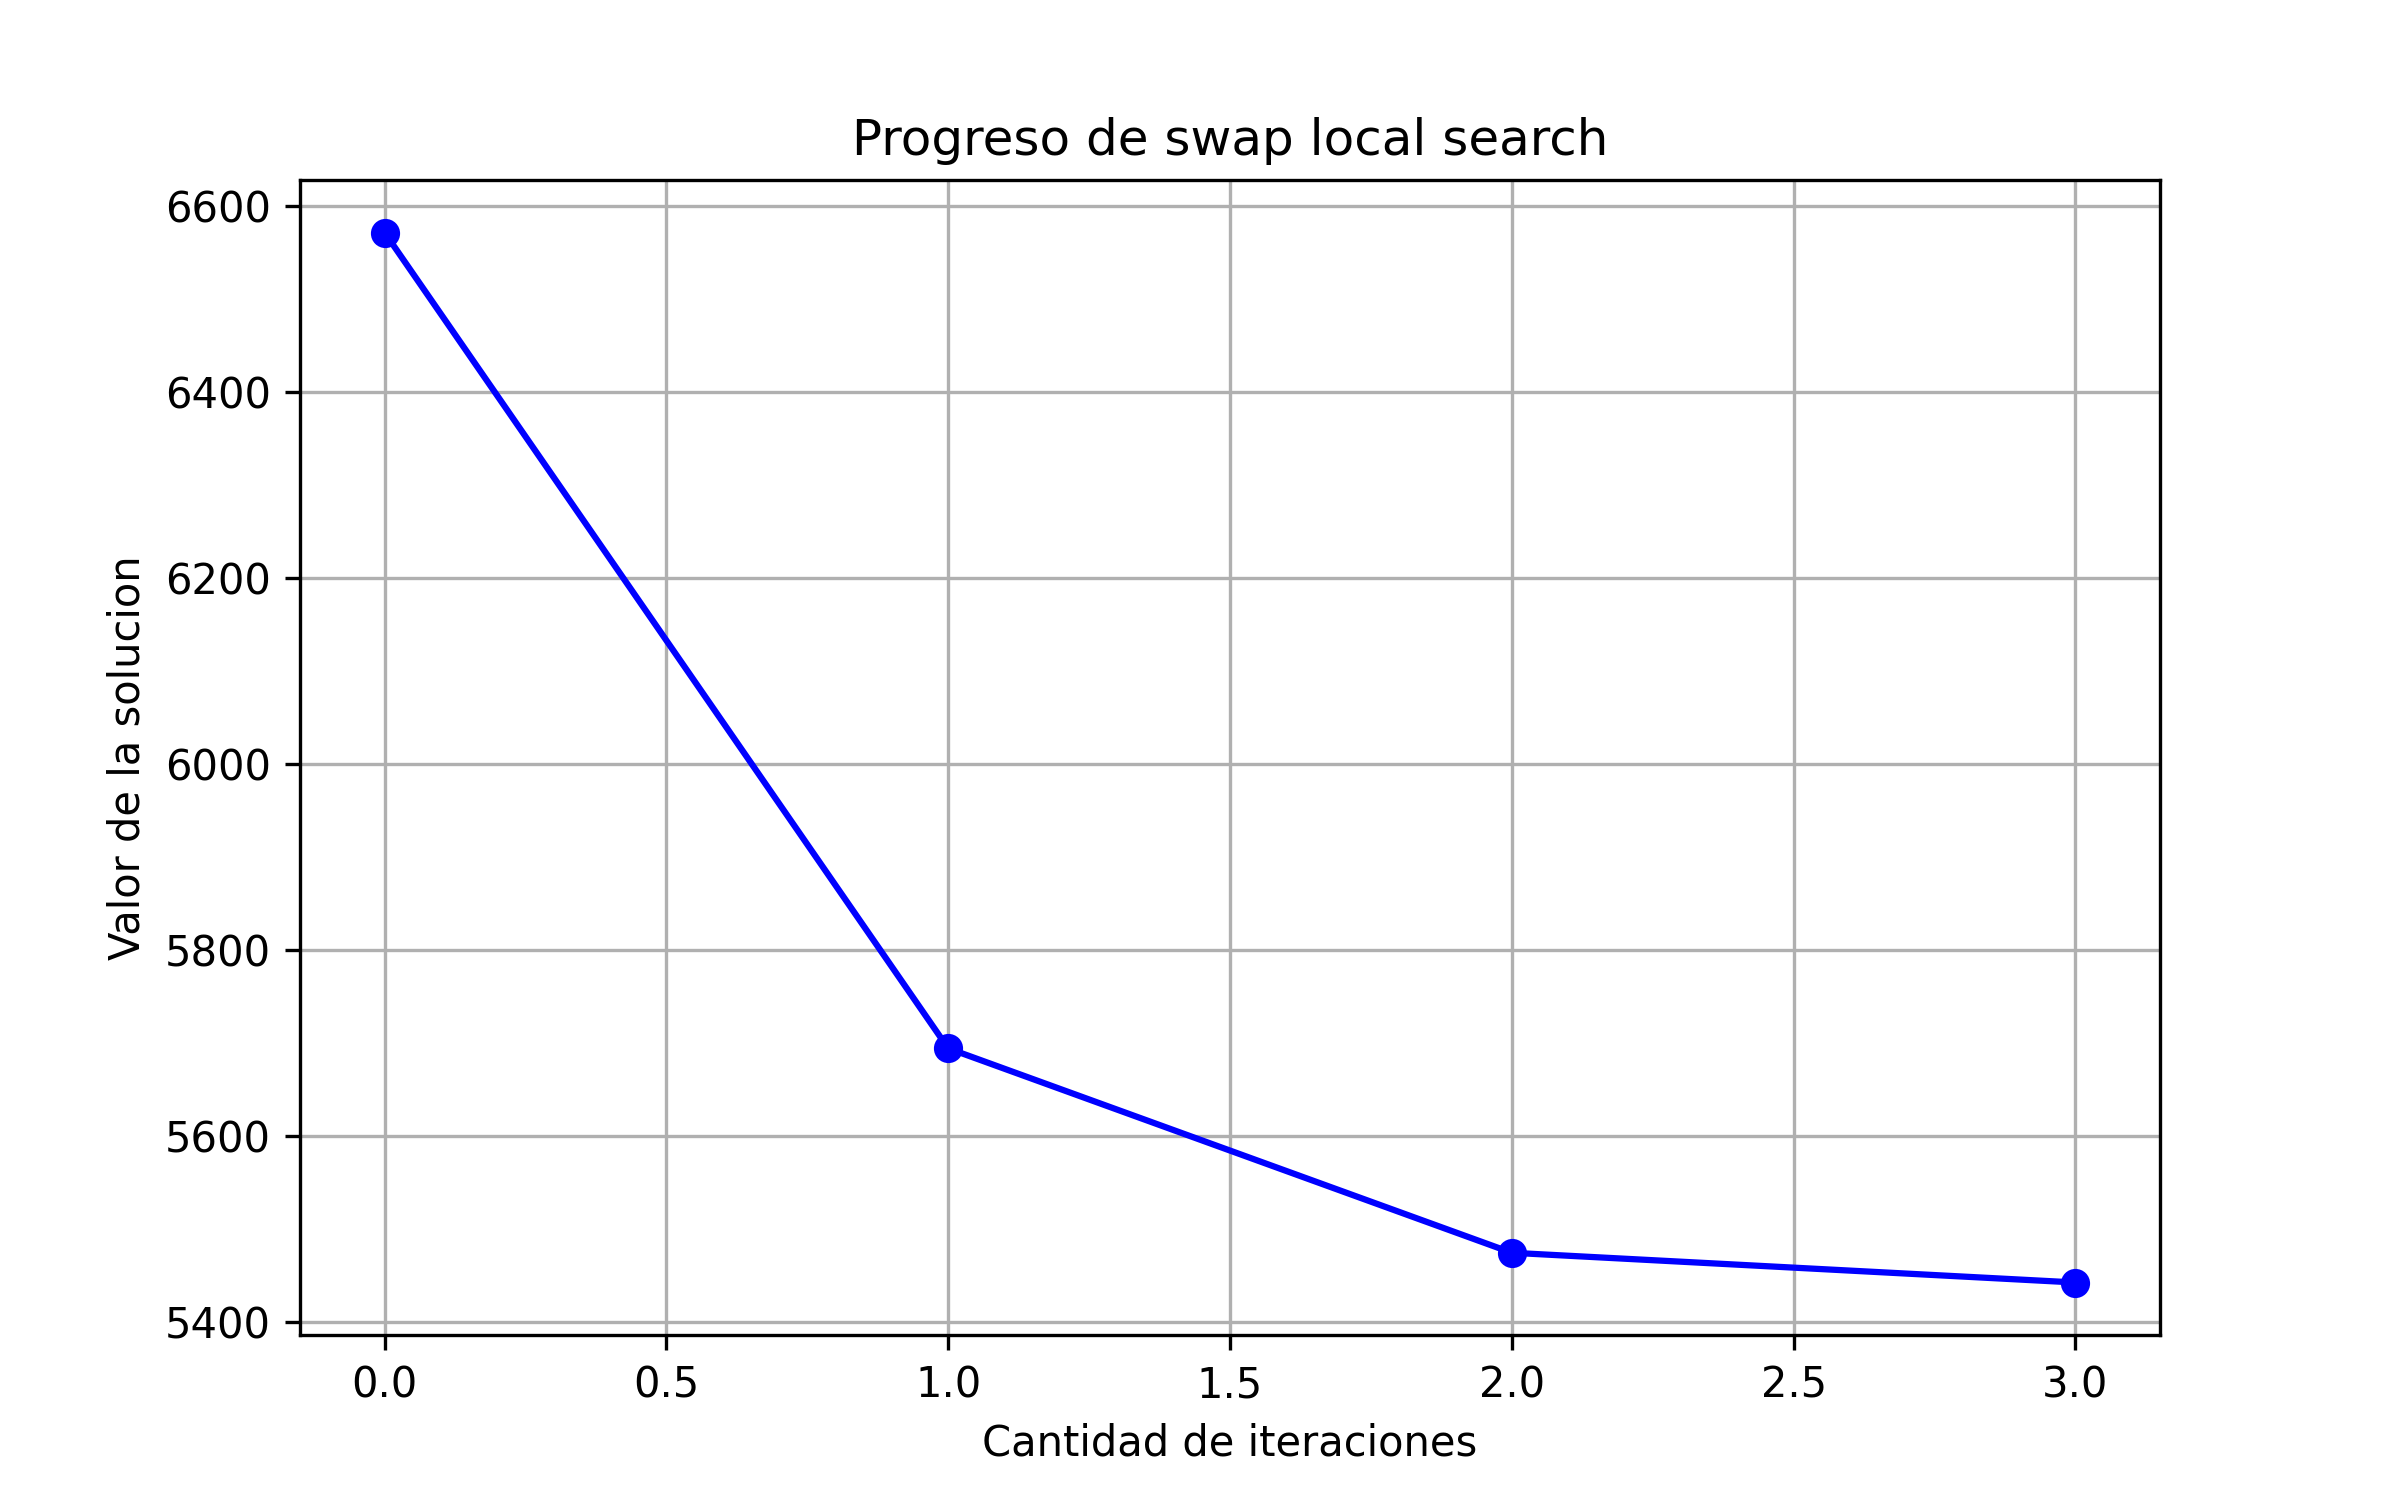 Progreso de swap local search
6600
6400
6200
6000
5800
5600
5400
Valor de la solucion
0.0 0.5 1.0 1.5 2.0 2.5 3.0
Cantidad de iteraciones